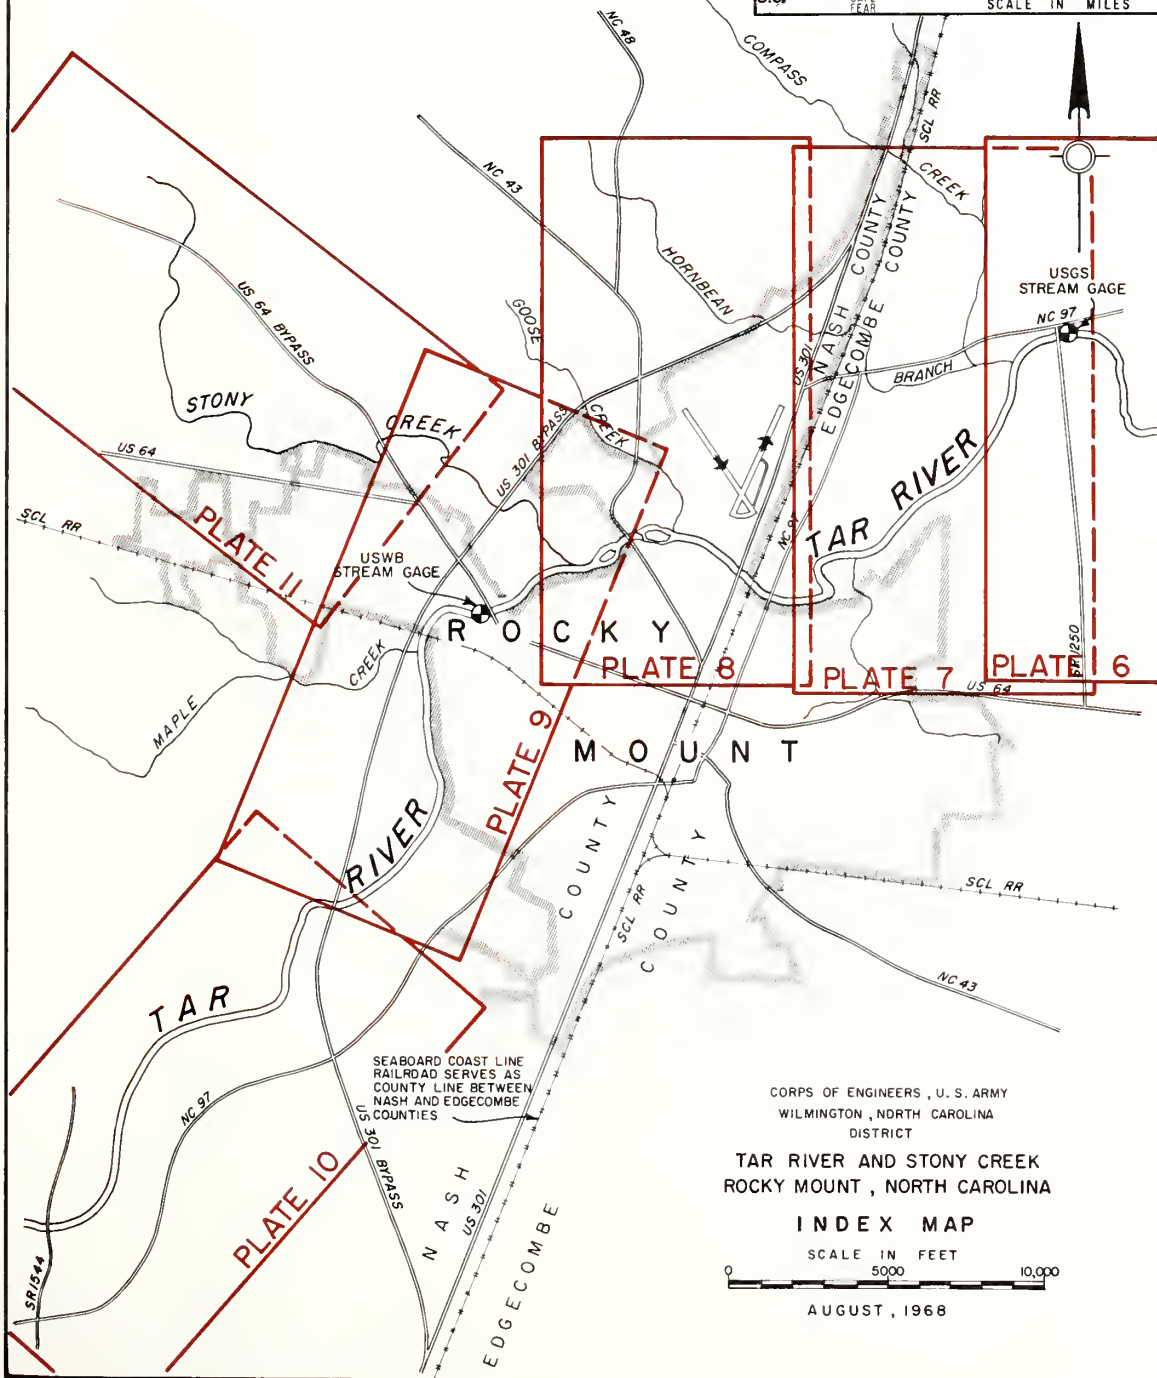 S.C.
CAPE
FEAR
SCALE IN MILES
NC 48
COMPASS
CREEK
SCL RR
NC 43
HORNBEAN
BRANCH
NASH COUNTY
EDGECOMBE COUNTY
USGS
STREAM GAGE
NC 97
US 64 BYPASS
GOOSE
CREEK
US 301
STONY
CREEK
US 301 BYPASS
US 64
TAR RIVER
NC 97
SCL RR
PLATE 11
USWB
STREAM GAGE
ROCKY
MOUNT
PLATE 8
PLATE 7
PLATE 6
SR 1250
US 64
MAPLE
CREEK
PLATE 9
RIVER
COUNTY
COUNTY
SCL RR
SCL RR
NC 43
TAR
SEABOARD COAST LINE
RAILROAD SERVES AS
COUNTY LINE BETWEEN
NASH AND EDGECOMBE
COUNTIES
NC 97
US 301 BYPASS
PLATE 10
NASH
US 301
EDGECOMBE
SR 1544
CORPS OF ENGINEERS, U. S. ARMY
WILMINGTON, NORTH CAROLINA
DISTRICT
TAR RIVER AND STONY CREEK
ROCKY MOUNT, NORTH CAROLINA
INDEX MAP
SCALE IN FEET
0 5000 10,000
AUGUST, 1968